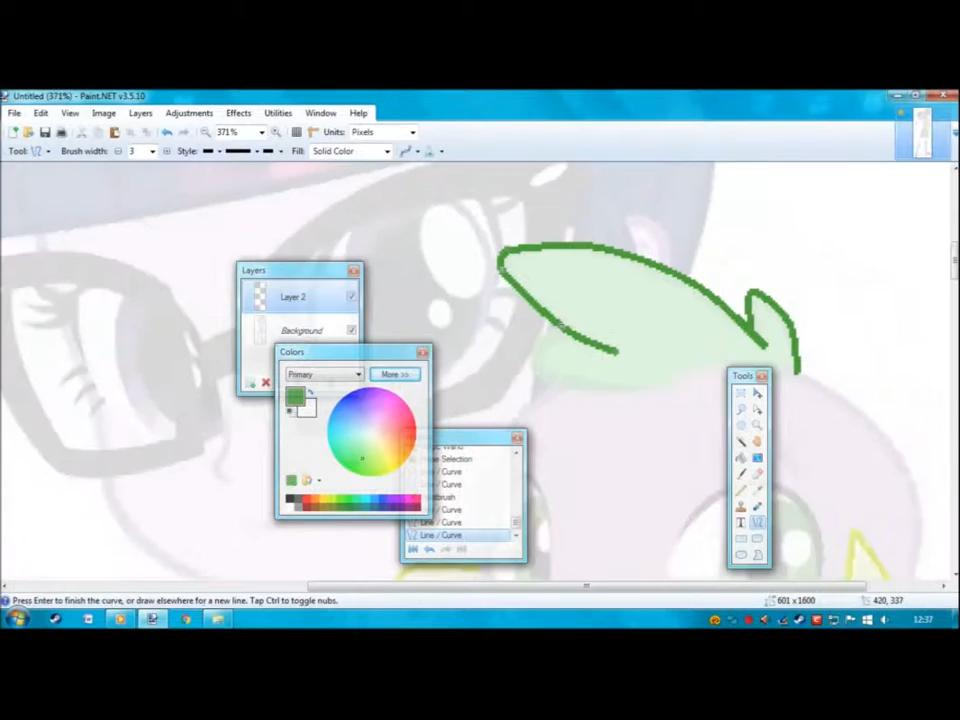 Untitled (371%) - Paint.NET v3.5.10
File Edit View Image Layers Adjustments Effects Utilities Window Help
371% Units: Pixels
Tool: Brush width: 3 Style: Fill: Solid Color
Layers
Layer 2
Background
Colors
Primary More >>
Selection
Line / Curve
Line / Curve
Line / Curve
Line / Curve
Tools
Press Enter to finish the curve, or draw elsewhere for a new line. Tap Ctrl to toggle nubs.
601 x 1600
420, 337
12:37